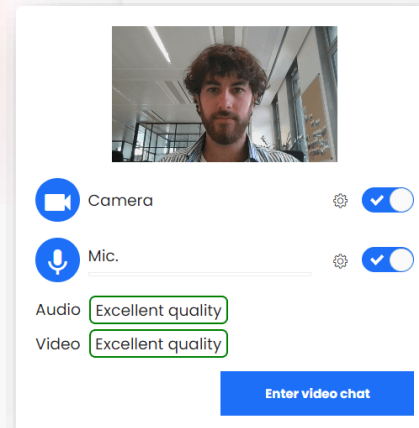 Camera
Mic.
Audio Excellent quality
Video Excellent quality
Enter video chat